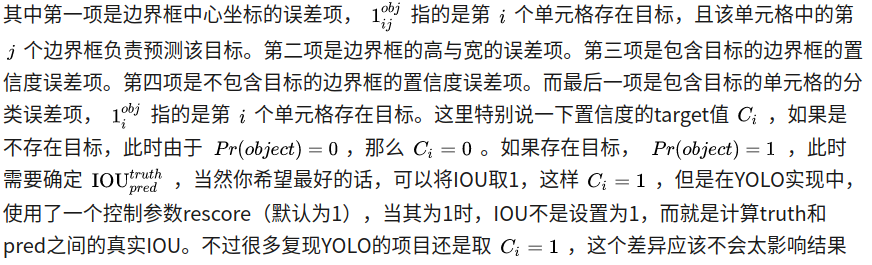 其中第一项是边界框中心坐标的误差项， $1_{ij}^{obj}$ 指的是第 $i$ 个单元格存在目标，且该单元格中的第
$j$ 个边界框负责预测该目标。第二项是边界框的高与宽的误差项。第三项是包含目标的边界框的置
信度误差项。第四项是不包含目标的边界框的置信度误差项。而最后一项是包含目标的单元格的分
类误差项， $1_{i}^{obj}$ 指的是第 $i$ 个单元格存在目标。这里特别说一下置信度的target值 $C_i$ ，如果是
不存在目标，此时由于 $Pr(object) = 0$ ，那么 $C_i = 0$ 。如果存在目标， $Pr(object) = 1$ ，此时
需要确定 $\mathrm{IOU}_{pred}^{truth}$ ，当然你希望最好的话，可以将IOU取1，这样 $C_i = 1$ ，但是在YOLO实现中，
使用了一个控制参数rescore（默认为1），当其为1时，IOU不是设置为1，而就是计算truth和
pred之间的真实IOU。不过很多复现YOLO的项目还是取 $C_i = 1$ ，这个差异应该不会太影响结果